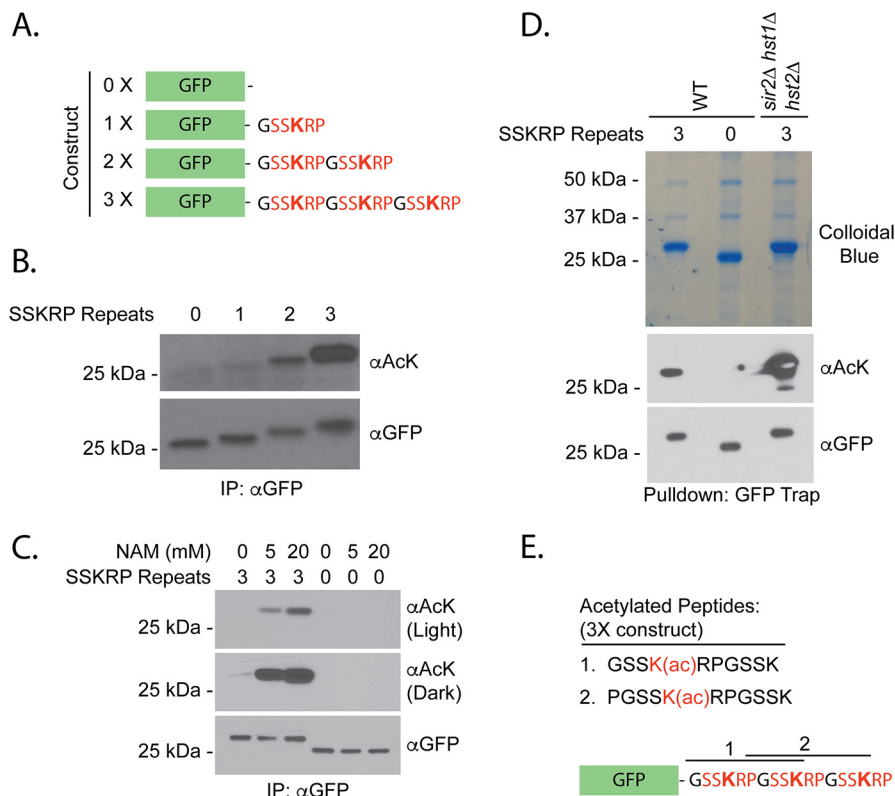 A.
Construct
0 X GFP -
1 X GFP - GSSKRP
2 X GFP - GSSKRPGSSKRP
3 X GFP - GSSKRPGSSKRPGSSKRP
B.
SSKRP Repeats 0 1 2 3
25 kDa - αAcK
25 kDa - αGFP
IP: αGFP
C.
NAM (mM) 0 5 20 0 5 20
SSKRP Repeats 3 3 3 0 0 0
25 kDa - αAcK (Light)
25 kDa - αAcK (Dark)
25 kDa - αGFP
IP: αGFP
D.
WT
sir2Δ hst1Δ
hst2Δ
SSKRP Repeats 3 0 3
50 kDa -
37 kDa -
25 kDa -
Colloidal
Blue
25 kDa - αAcK
25 kDa - αGFP
Pulldown: GFP Trap
E.
Acetylated Peptides:
(3X construct)
1. GSSK(ac)RPGSSK
2. PGSSK(ac)RPGSSK
1 2
GFP - GSSKRPGSSKRPGSSKRP